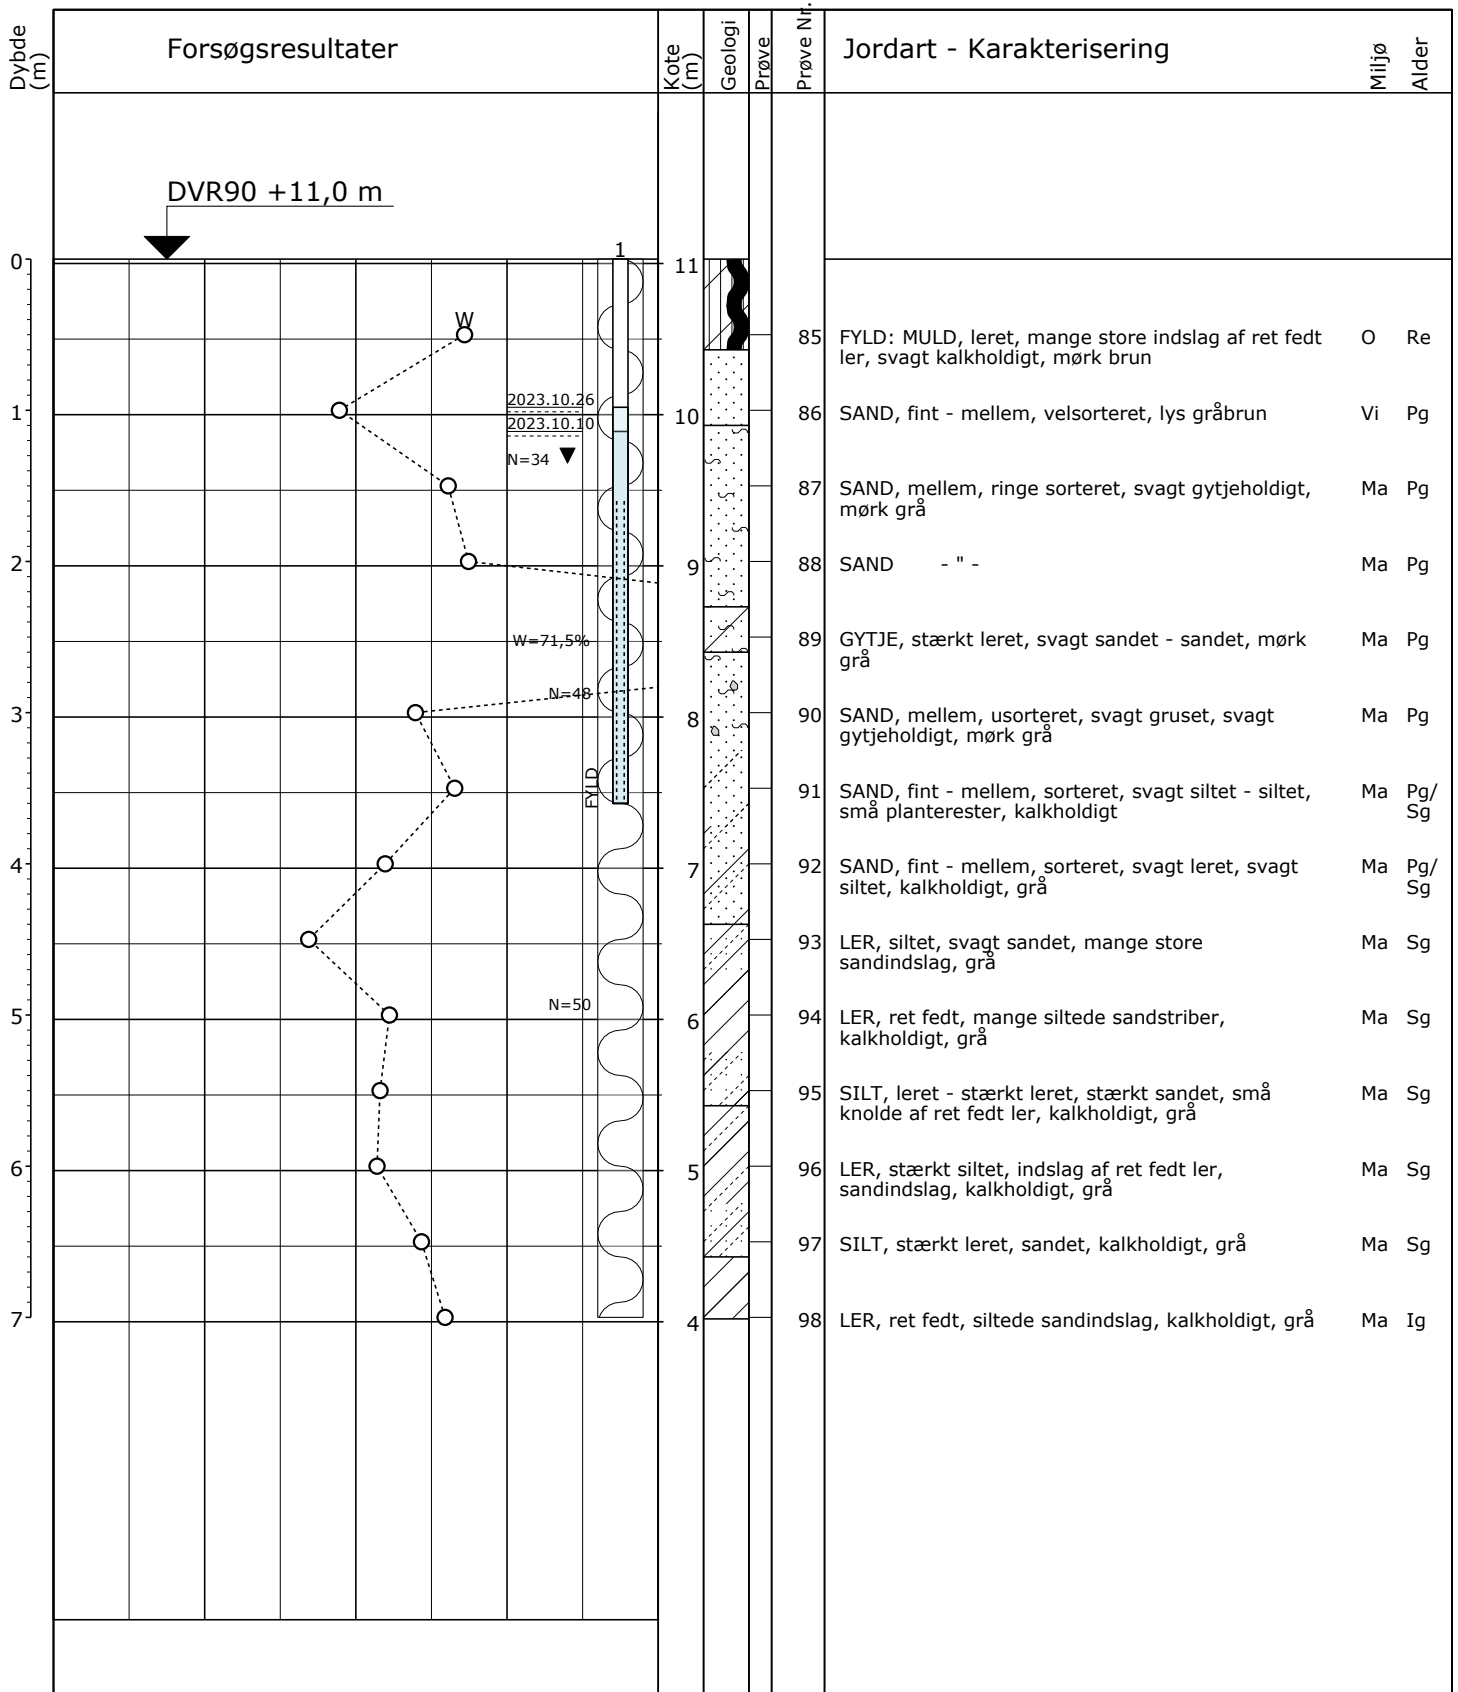 Dybde
(m)
Forsøgsresultater
Kote
(m)
Geologi
Prøve
Prøve Nr.
Jordart - Karakterisering
Miljø
Alder
DVR90 +11,0 m
1
0
11
W
85 FYLD: MULD, leret, mange store indslag af ret fedt O Re
ler, svagt kalkholdigt, mørk brun
2023.10.26
1
10
86 SAND, fint - mellem, velsorteret, lys gråbrun Vi Pg
2023.10.10
N=34
87 SAND, mellem, ringe sorteret, svagt gytjeholdigt, Ma Pg
mørk grå
2
9
88 SAND - " - Ma Pg
W=71,5%
89 GYTJE, stærkt leret, svagt sandet - sandet, mørk Ma Pg
grå
N=48
3
8
90 SAND, mellem, usorteret, svagt gruset, svagt Ma Pg
gytjeholdigt, mørk grå
FYLD
91 SAND, fint - mellem, sorteret, svagt siltet - siltet, Ma Pg/
små planterester, kalkholdigt Sg
4
7
92 SAND, fint - mellem, sorteret, svagt leret, svagt Ma Pg/
siltet, kalkholdigt, grå Sg
93 LER, siltet, svagt sandet, mange store Ma Sg
sandindslag, grå
N=50
5
6
94 LER, ret fedt, mange siltede sandstriber, Ma Sg
kalkholdigt, grå
95 SILT, leret - stærkt leret, stærkt sandet, små Ma Sg
knolde af ret fedt ler, kalkholdigt, grå
6
5
96 LER, stærkt siltet, indslag af ret fedt ler, Ma Sg
sandindslag, kalkholdigt, grå
97 SILT, stærkt leret, sandet, kalkholdigt, grå Ma Sg
7
4
98 LER, ret fedt, siltede sandindslag, kalkholdigt, grå Ma Ig